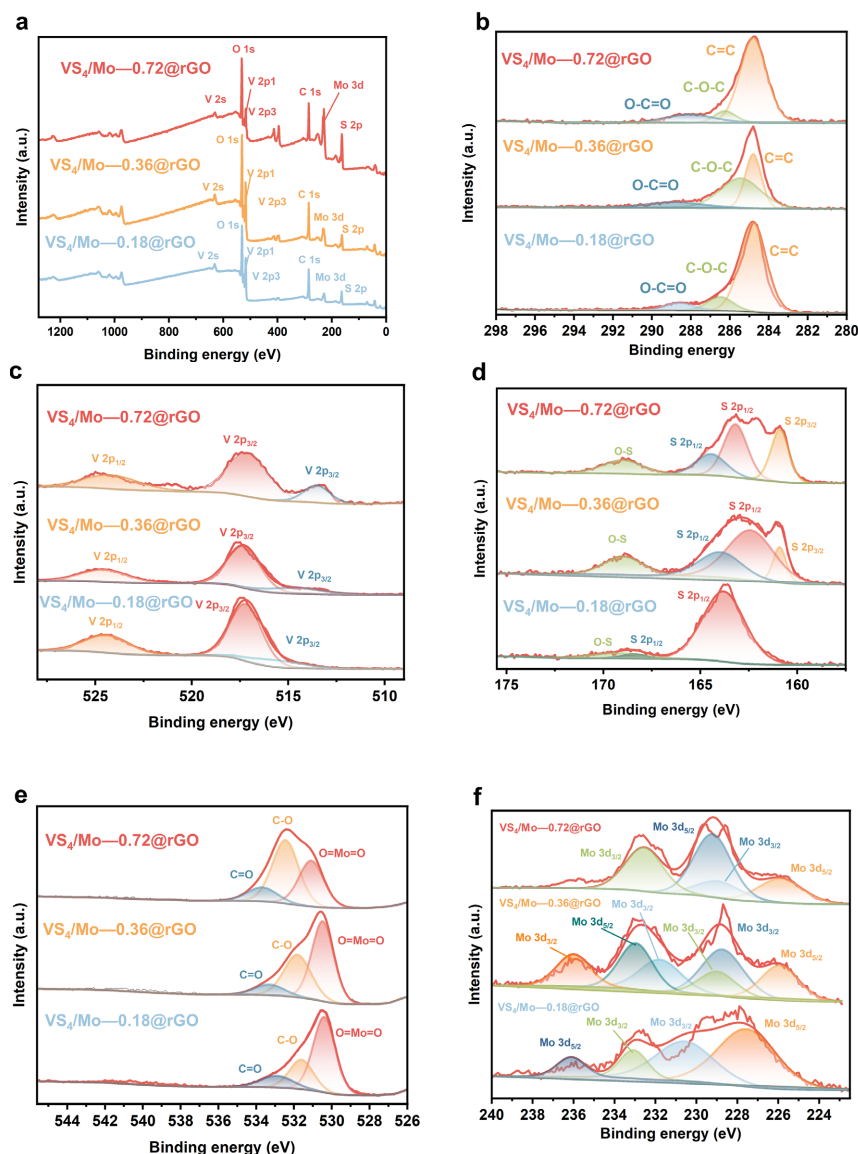 a
VS₄/Mo—0.72@rGO
O 1s
V 2s
V 2p1
V 2p3
C 1s
Mo 3d
S 2p
VS₄/Mo—0.36@rGO
O 1s
V 2s
V 2p1
V 2p3
C 1s
Mo 3d
S 2p
VS₄/Mo—0.18@rGO
O 1s
V 2s
V 2p1
V 2p3
C 1s
Mo 3d
S 2p
Intensity (a.u.)
1200 1000 800 600 400 200 0
Binding energy (eV)
b
VS₄/Mo—0.72@rGO
C=C
C-O-C
O-C=O
VS₄/Mo—0.36@rGO
C=C
C-O-C
O-C=O
VS₄/Mo—0.18@rGO
C=C
C-O-C
O-C=O
Intensity (a.u.)
298 296 294 292 290 288 286 284 282 280
Binding energy
c
VS₄/Mo—0.72@rGO
V 2p₁/₂
V 2p₃/₂
V 2p₃/₂
VS₄/Mo—0.36@rGO
V 2p₁/₂
V 2p₃/₂
V 2p₃/₂
VS₄/Mo—0.18@rGO
V 2p₁/₂
V 2p₃/₂
V 2p₃/₂
Intensity (a.u.)
525 520 515 510
Binding energy (eV)
d
VS₄/Mo—0.72@rGO
O-S
S 2p₁/₂
S 2p₁/₂
S 2p₃/₂
VS₄/Mo—0.36@rGO
O-S
S 2p₁/₂
S 2p₁/₂
S 2p₃/₂
VS₄/Mo—0.18@rGO
O-S
S 2p₁/₂
S 2p₁/₂
Intensity (a.u.)
175 170 165 160
Binding energy (eV)
e
VS₄/Mo—0.72@rGO
C=O
C-O
O=Mo=O
VS₄/Mo—0.36@rGO
C=O
C-O
O=Mo=O
VS₄/Mo—0.18@rGO
C=O
C-O
O=Mo=O
Intensity (a.u.)
544 542 540 538 536 534 532 530 528 526
Binding energy (eV)
f
VS₄/Mo—0.72@rGO
Mo 3d₃/₂
Mo 3d₅/₂
Mo 3d₃/₂
Mo 3d₅/₂
VS₄/Mo—0.36@rGO
Mo 3d₃/₂
Mo 3d₅/₂
Mo 3d₃/₂
Mo 3d₃/₂
Mo 3d₃/₂
Mo 3d₅/₂
VS₄/Mo—0.18@rGO
Mo 3d₅/₂
Mo 3d₃/₂
Mo 3d₃/₂
Mo 3d₅/₂
Intensity (a.u.)
240 238 236 234 232 230 228 226 224
Binding energy (eV)